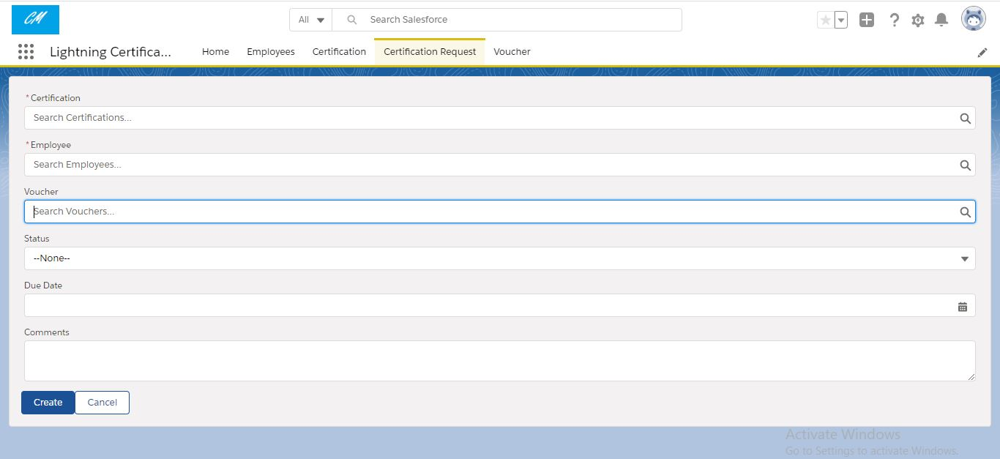 CM
All
Search Salesforce
Lightning Certifica...
Home
Employees
Certification
Certification Request
Voucher
*Certification
Search Certifications...
*Employee
Search Employees...
Voucher
Search Vouchers...
Status
--None--
Due Date
Comments
Create
Cancel
Activate Windows
Go to Settings to activate Windows.